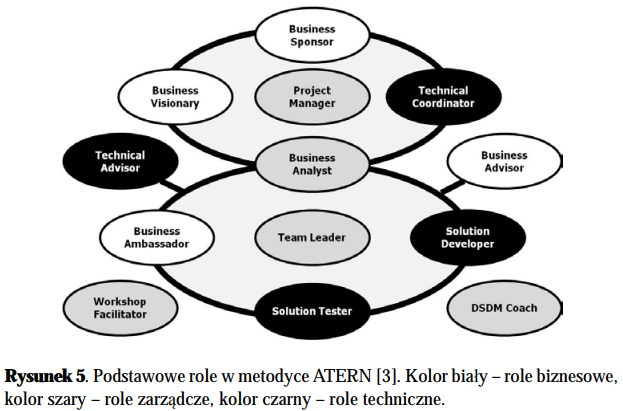 Business
Sponsor
Business
Visionary
Project
Manager
Technical
Coordinator
Technical
Advisor
Business
Analyst
Business
Advisor
Business
Ambassador
Team Leader
Solution
Developer
Workshop
Facilitator
Solution Tester
DSDM Coach
Rysunek 5. Podstawowe role w metodyce ATERN [3]. Kolor biały – role biznesowe,
kolor szary – role zarządcze, kolor czarny – role techniczne.